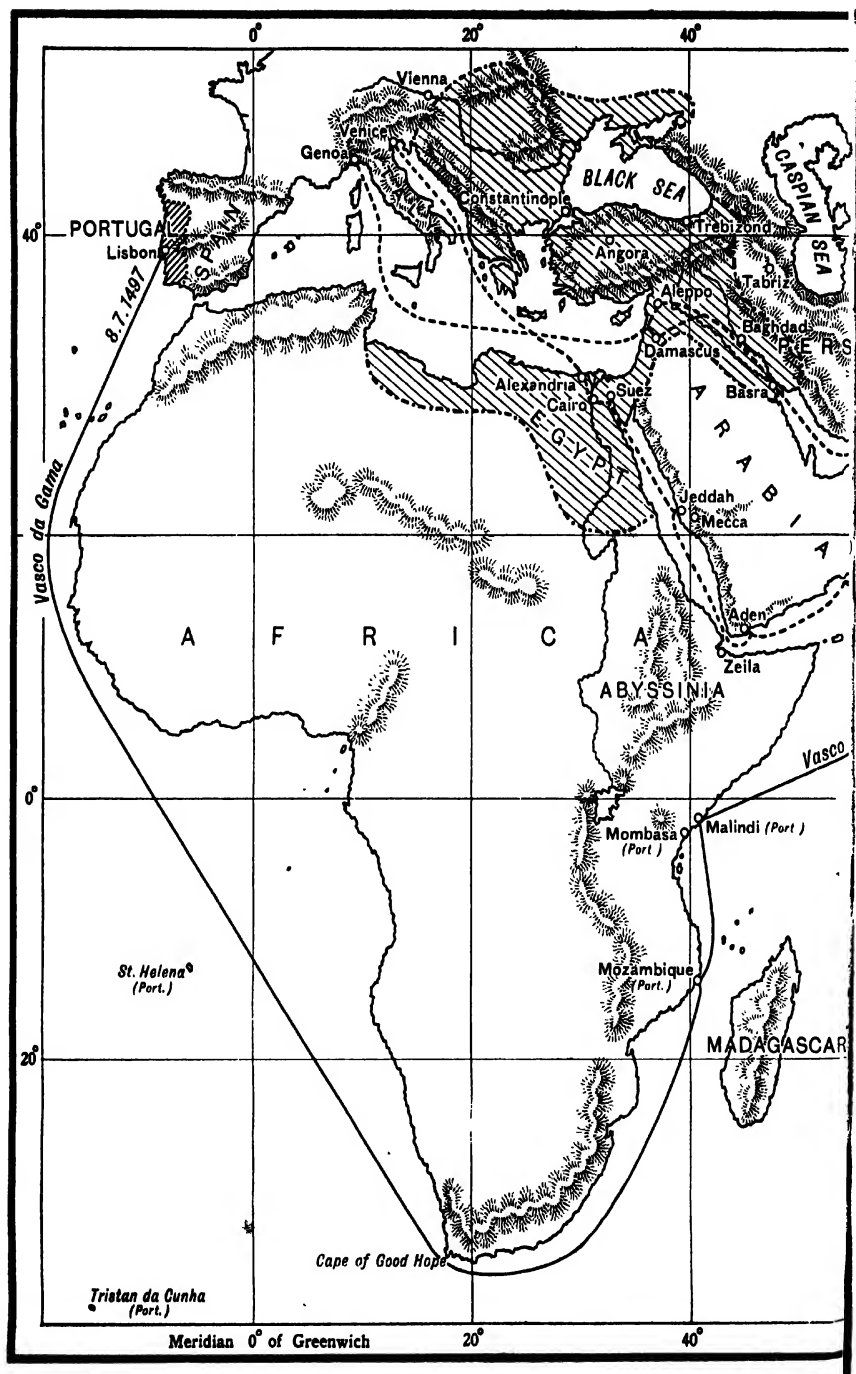 0° 20° 40°
Vienna
Venice
Genoa
ITALY
BLACK SEA
CASPIAN SEA
Constantinople
PORTUGAL
SPAIN
40°
Lisbon
Trebizond
Angora
Tabriz
Aleppo
8.7.1497
Baghdad
PERS
Damascus
Alexandria
Suez
Basra
Cairo
E-G-Y-P-T
ARABIA
Vasco da Gama
Jeddah
Mecca
AFRICA
Aden
Zeila
ABYSSINIA
Vasco
0°
Mombasa
(Port)
Malindi (Port)
St. Helena
(Port.)
Mozambique
(Port.)
MADAGASCAR
20°
Cape of Good Hope
Tristan da Cunha
(Port.)
Meridian 0° of Greenwich 20° 40°